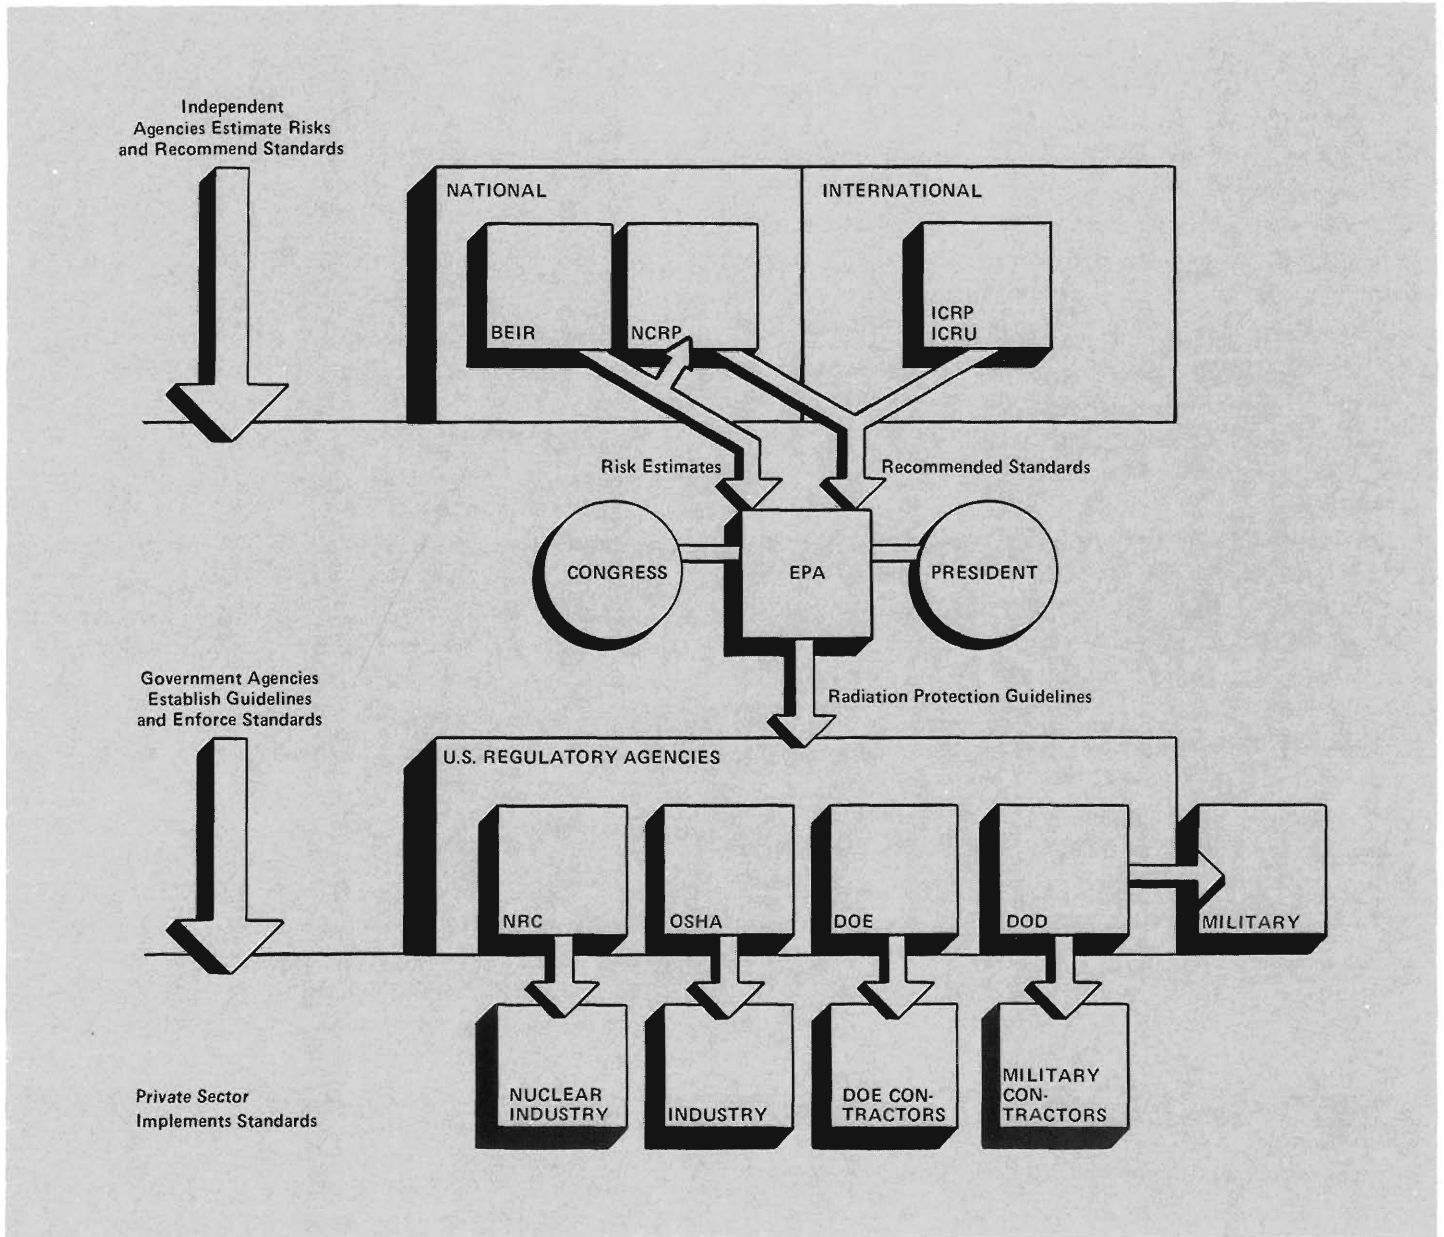 Independent
Agencies Estimate Risks
and Recommend Standards
NATIONAL
INTERNATIONAL
BEIR
NCRP
ICRP
ICRU
Risk Estimates
Recommended Standards
CONGRESS
EPA
PRESIDENT
Government Agencies
Establish Guidelines
and Enforce Standards
Radiation Protection Guidelines
U.S. REGULATORY AGENCIES
NRC
OSHA
DOE
DOD
MILITARY
Private Sector
Implements Standards
NUCLEAR
INDUSTRY
INDUSTRY
DOE CON-
TRACTORS
MILITARY
CON-
TRACTORS